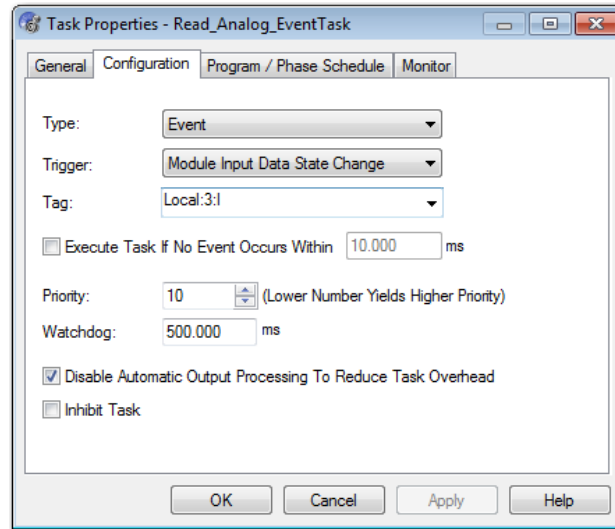 Task Properties - Read_Analog_EventTask
General Configuration Program / Phase Schedule Monitor
Type: Event
Trigger: Module Input Data State Change
Tag: Local:3:I
Execute Task If No Event Occurs Within 10.000 ms
Priority: 10 (Lower Number Yields Higher Priority)
Watchdog: 500.000 ms
Disable Automatic Output Processing To Reduce Task Overhead
Inhibit Task
OK Cancel Apply Help